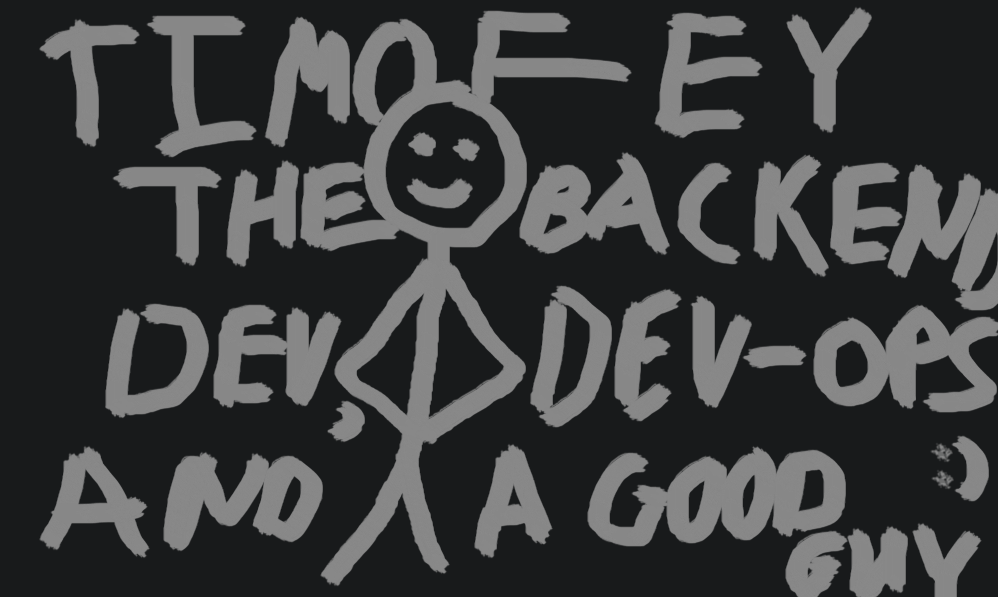 TIMOFEY
THE BACKEND
DEV, DEV-OPS
AND A GOOD :)
GUY